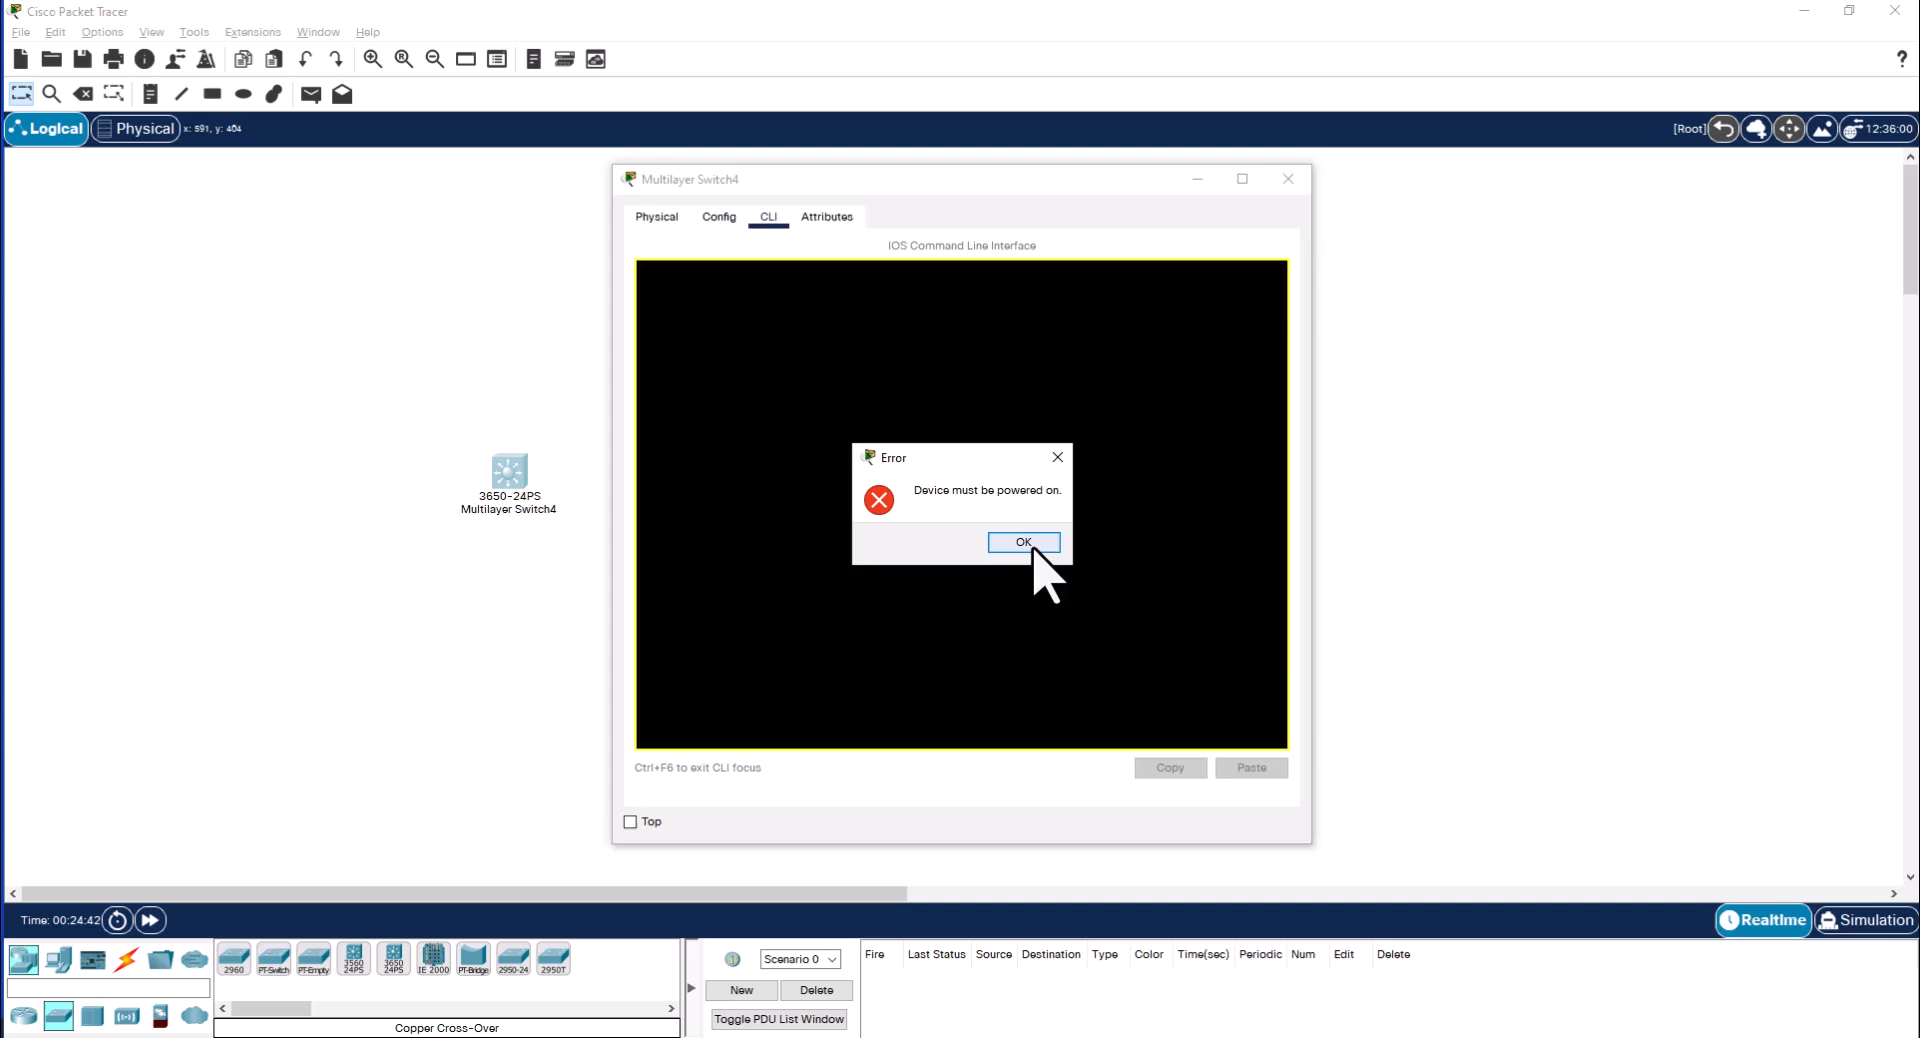 Cisco Packet Tracer
File Edit Options View Tools Extensions Window Help
?
Logical Physical x: 591, y: 404 [Root] 12:36:00
Multilayer Switch4
Physical Config CLI Attributes
IOS Command Line Interface
Error
Device must be powered on.
OK
3650-24PS
Multilayer Switch4
Ctrl+F6 to exit CLI focus Copy Paste
Top
Time: 00:24:42 Realtime Simulation
2960 PT-Switch PT-Empty 3560 24PS 3650 24PS IE 2000 PT-Bridge 2950-24 2950T
Copper Cross-Over
Scenario 0
New Delete
Toggle PDU List Window
Fire Last Status Source Destination Type Color Time(sec) Periodic Num Edit Delete